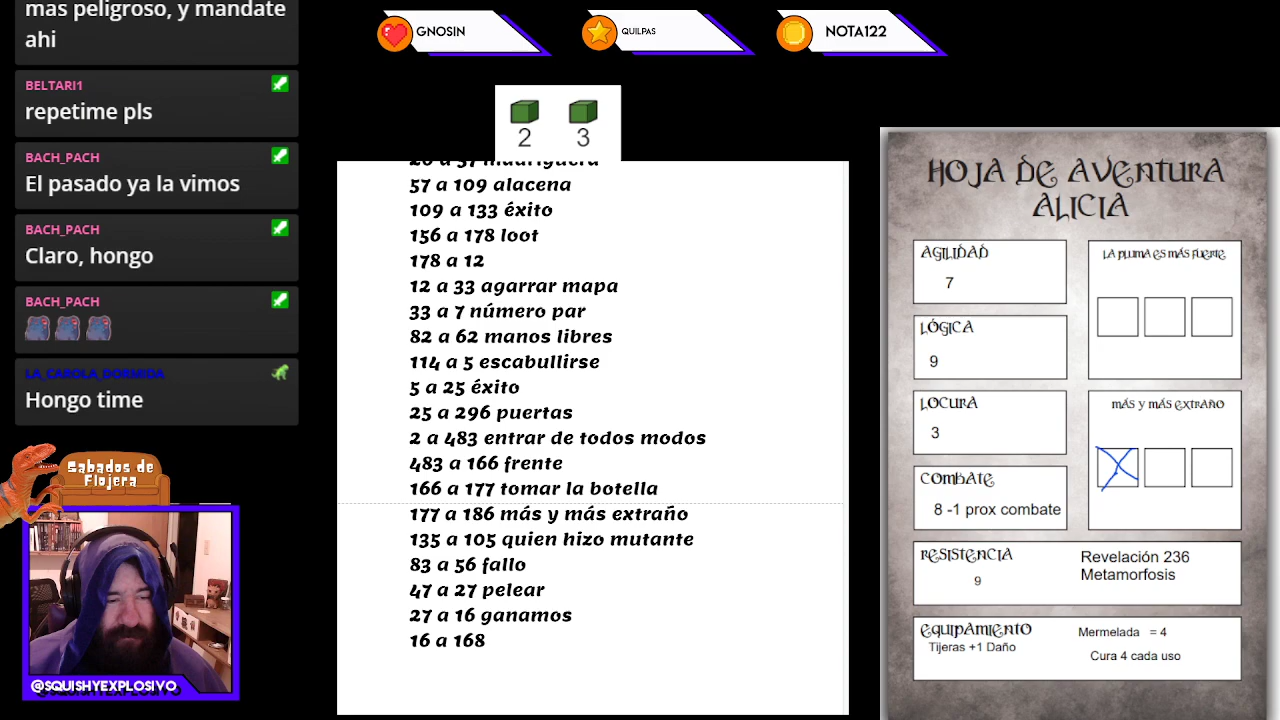 mas peligroso, y mandate
ahi
BELTARI1
repetime pls
BACH_PACH
El pasado ya la vimos
BACH_PACH
Claro, hongo
BACH_PACH
LA_CABOLA_DORMIDA
Hongo time
Sabados de
Flojera
@SQUISHYEXPLOSIVO
GNOSIN
QUILPAS
NOTA122
2 3
57 a 109 alacena
109 a 133 éxito
156 a 178 loot
178 a 12
12 a 33 agarrar mapa
33 a 7 número par
82 a 62 manos libres
114 a 5 escabullirse
5 a 25 éxito
25 a 296 puertas
2 a 483 entrar de todos modos
483 a 166 frente
166 a 177 tomar la botella
177 a 186 más y más extraño
135 a 105 quien hizo mutante
83 a 56 fallo
47 a 27 pelear
27 a 16 ganamos
16 a 168
HOJA DE AVENTURA
ALICIA
AGILIDAD
7
LÓGICA
9
LOCURA
3
COMBATE
8 -1 prox combate
LA PLUMA ES MÁS FUERTE
MÁS Y MÁS EXTRAÑO
RESISTENCIA
9
Revelación 236
Metamorfosis
EQUIPAMIENTO
Tijeras +1 Daño
Mermelada = 4
Cura 4 cada uso